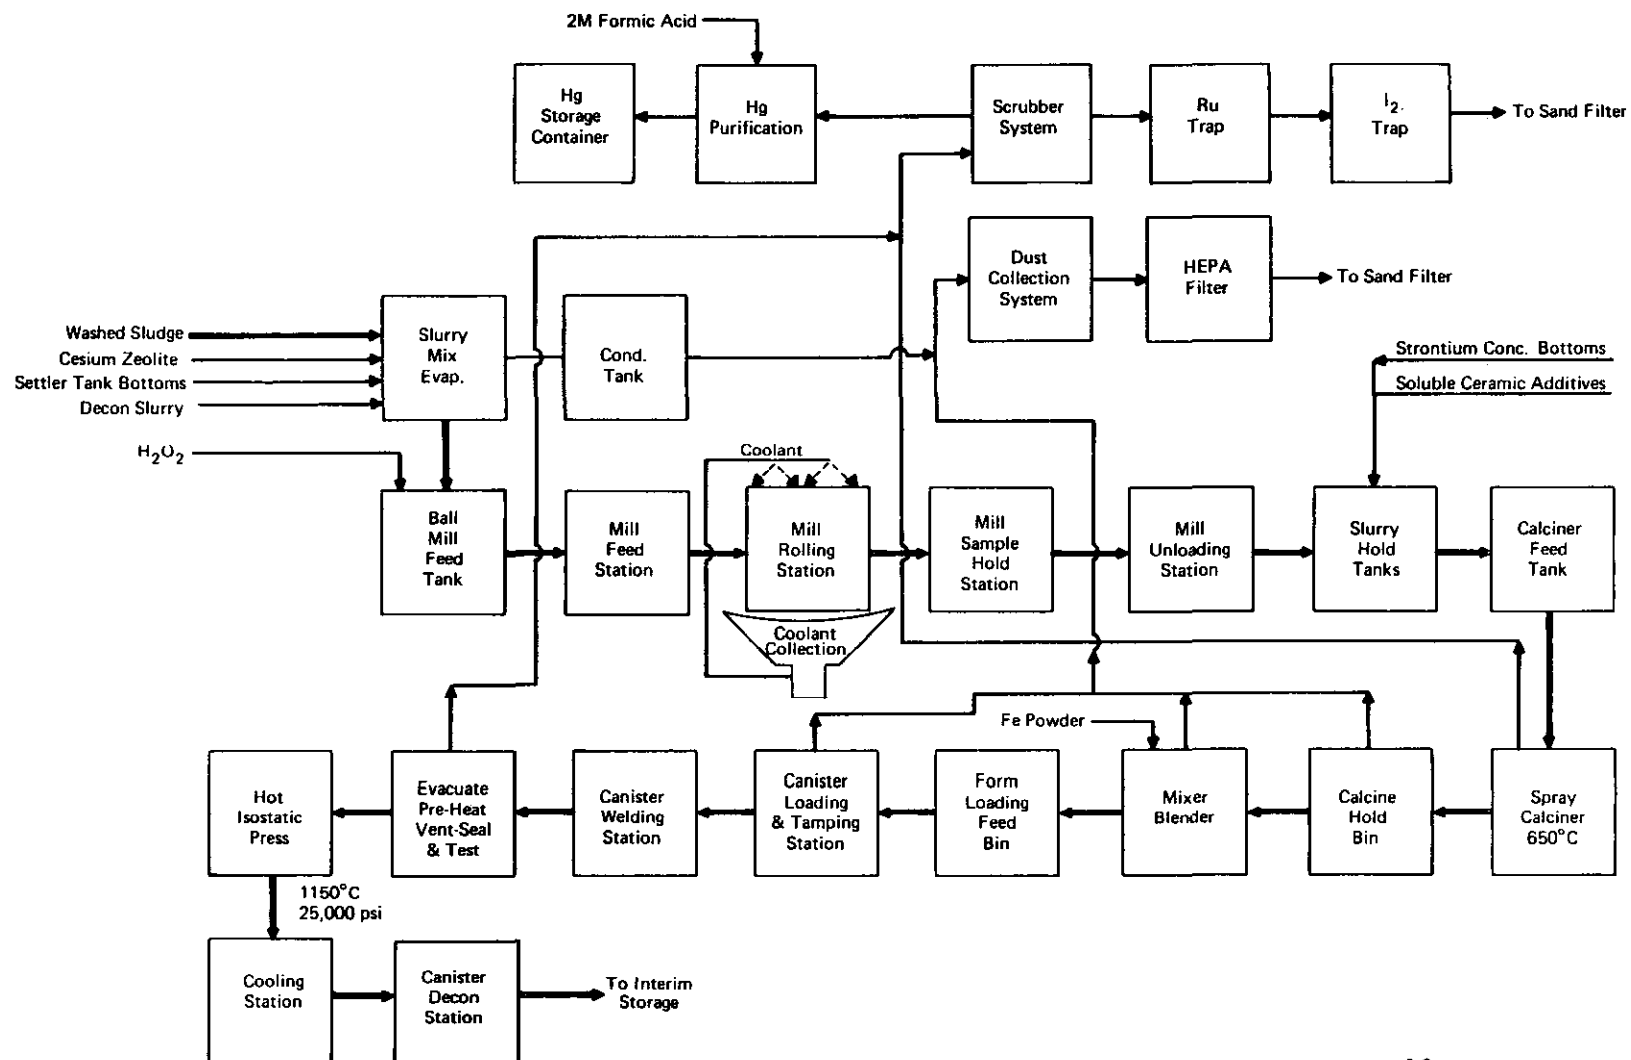 2M Formic Acid
Hg
Storage
Container
Hg
Purification
Scrubber
System
Ru
Trap
I2.
Trap
To Sand Filter
Dust
Collection
System
HEPA
Filter
To Sand Filter
Washed Sludge
Cesium Zeolite
Settler Tank Bottoms
Decon Slurry
H2O2
Slurry
Mix
Evap.
Cond.
Tank
Strontium Conc. Bottoms
Soluble Ceramic Additives
Coolant
Ball
Mill
Feed
Tank
Mill
Feed
Station
Mill
Rolling
Station
Mill
Sample
Hold
Station
Mill
Unloading
Station
Slurry
Hold
Tanks
Calciner
Feed
Tank
Coolant
Collection
Fe Powder
Hot
Isostatic
Press
Evacuate
Pre-Heat
Vent-Seal
& Test
Canister
Welding
Station
Canister
Loading
& Tamping
Station
Form
Loading
Feed
Bin
Mixer
Blender
Calcine
Hold
Bin
Spray
Calciner
650°C
1150°C
25,000 psi
Cooling
Station
Canister
Decon
Station
To Interim
Storage